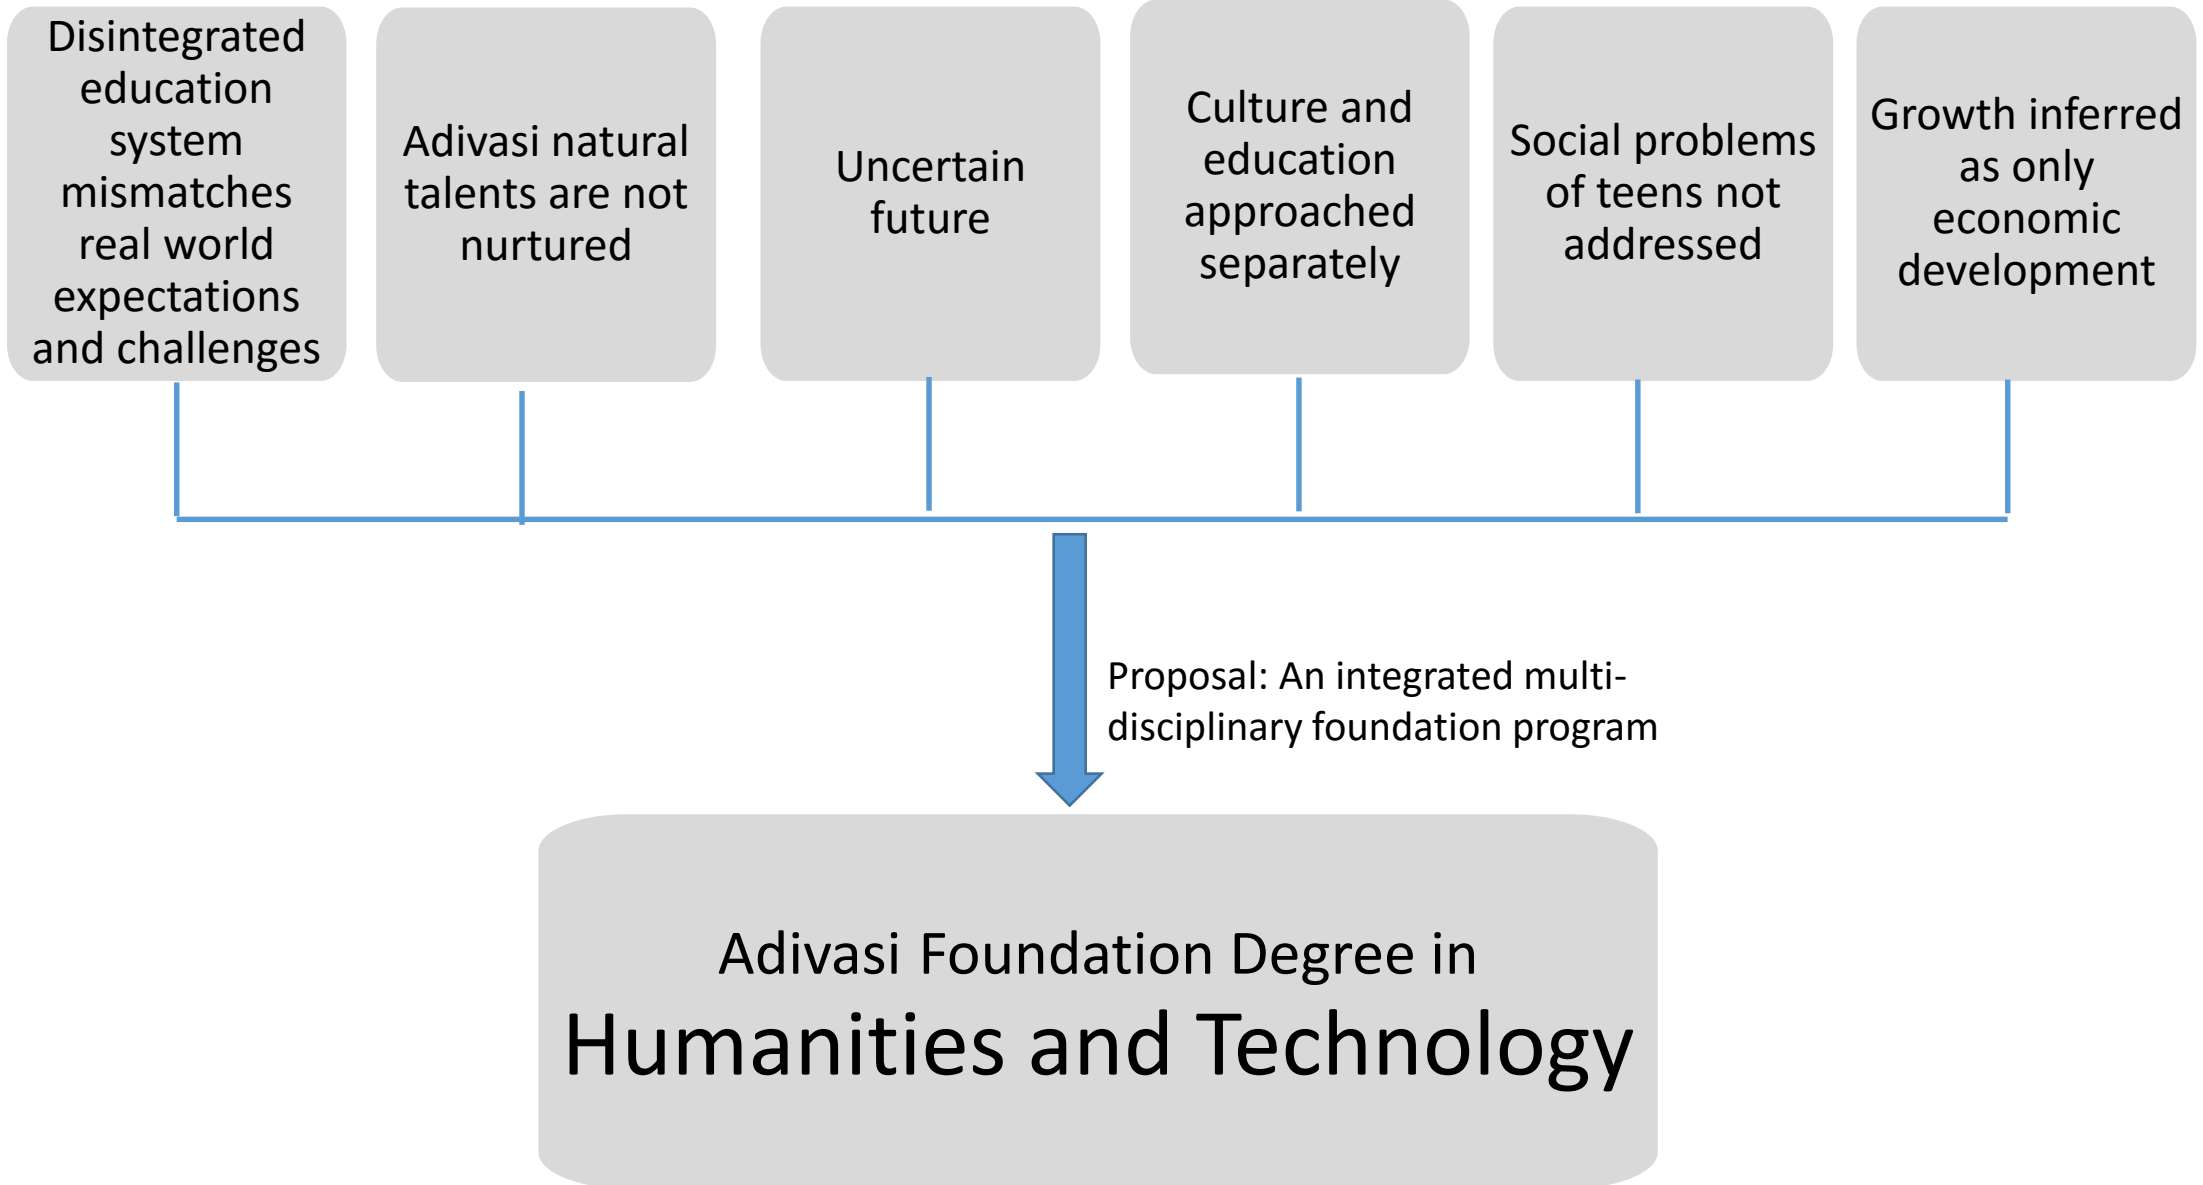 Disintegrated
education
system
mismatches
real world
expectations
and challenges
Adivasi natural
talents are not
nurtured
Uncertain
future
Culture and
education
approached
separately
Social problems
of teens not
addressed
Growth inferred
as only
economic
development
Proposal: An integrated multi-
disciplinary foundation program
Adivasi Foundation Degree in
Humanities and Technology